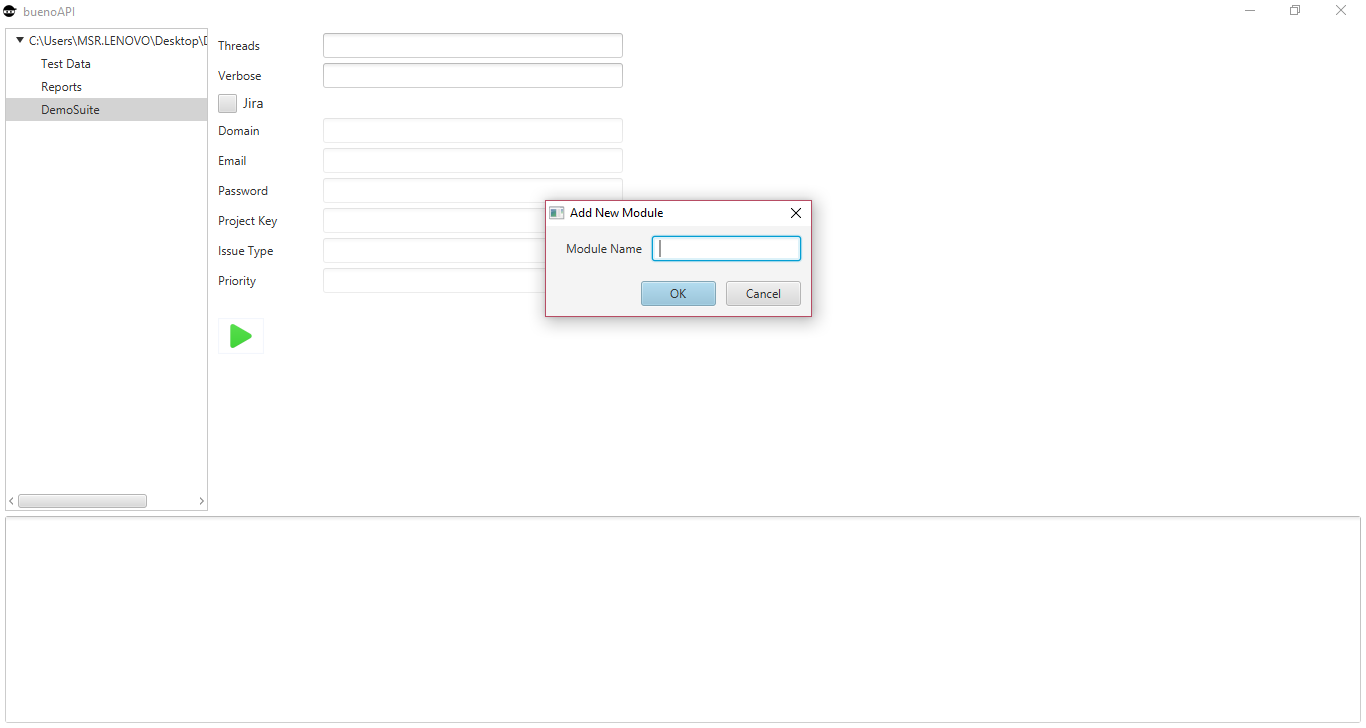 buenoAPI
C:\Users\MSR.LENOVO\Desktop\
Test Data
Reports
DemoSuite
Threads
Verbose
Jira
Domain
Email
Password
Project Key
Issue Type
Priority
Add New Module
Module Name
OK
Cancel